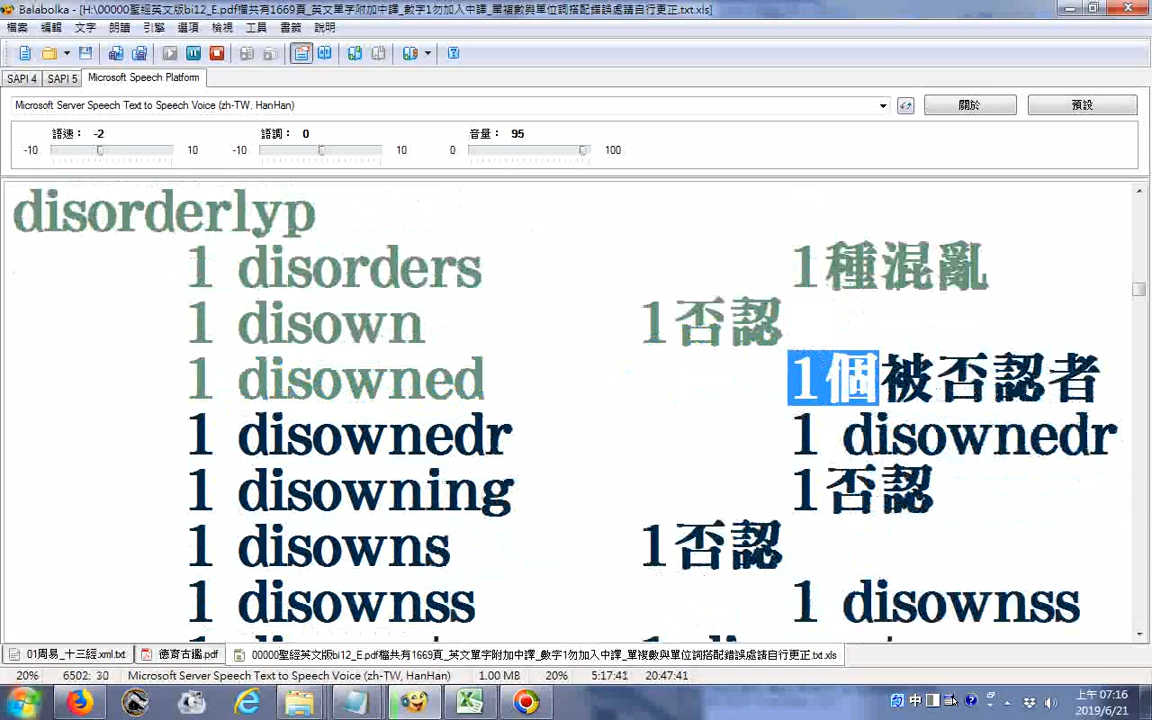 Balabolka - [H:\00000聖經英文版bi12_E.pdf檔共有1669頁_英文單字附加中譯_數字1勿加入中譯_單複數與單位詞搭配錯誤處請自行更正.txt.xls]
檔案 編輯 文字 朗讀 引擎 選項 檢視 工具 書籤 說明
SAPI 4 SAPI 5 Microsoft Speech Platform
Microsoft Server Speech Text to Speech Voice (zh-TW, HanHan) 關於 預設
語速： -2 語調： 0 音量： 95
-10 10 -10 10 0 100
disorderlyp
1 disorders 1種混亂
1 disown 1否認
1 disowned 1個被否認者
1 disownedr 1 disownedr
1 disowning 1否認
1 disowns 1否認
1 disownss 1 disownss
01周易_十三經.xml.txt 德育古鑑.pdf 00000聖經英文版bi12_E.pdf檔共有1669頁_英文單字附加中譯_數字1勿加入中譯_單複數與單位詞搭配錯誤處請自行更正.txt.xls
20% 6502: 30 Microsoft Server Speech Text to Speech Voice (zh-TW, HanHan) 1.00 MB 20% 5:17:41 20:47:41
中 上午 07:16
2019/6/21